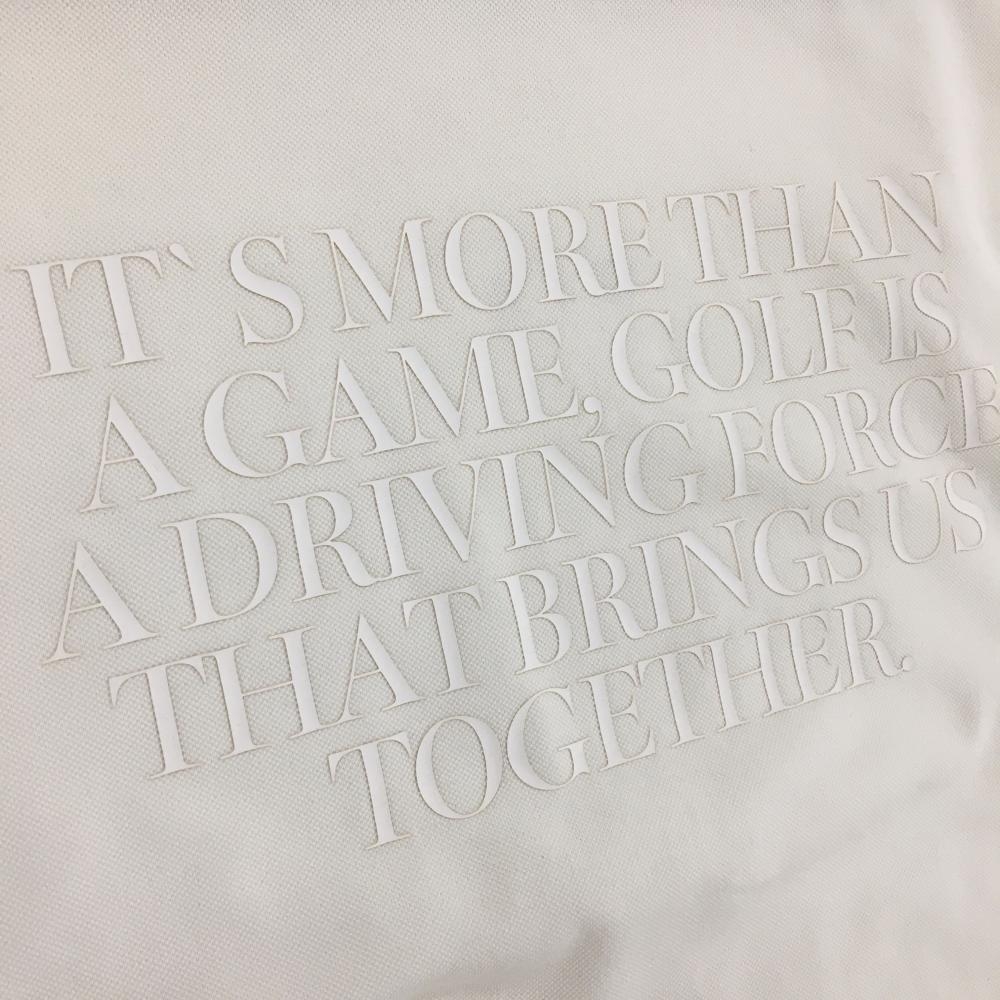 IT`S MORE THAN
A GAME, GOLF IS
A DRIVING FORCE
THAT BRINGS US
TOGETHER.